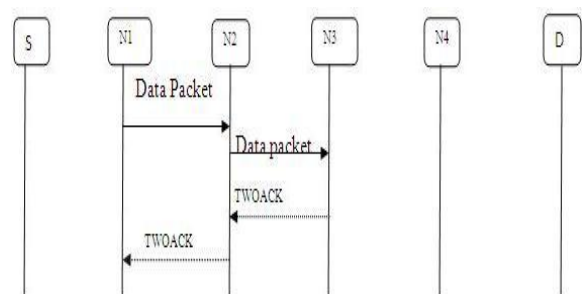 S
N1
N2
N3
N4
D
Data Packet
Data packet
TWOACK
TWOACK